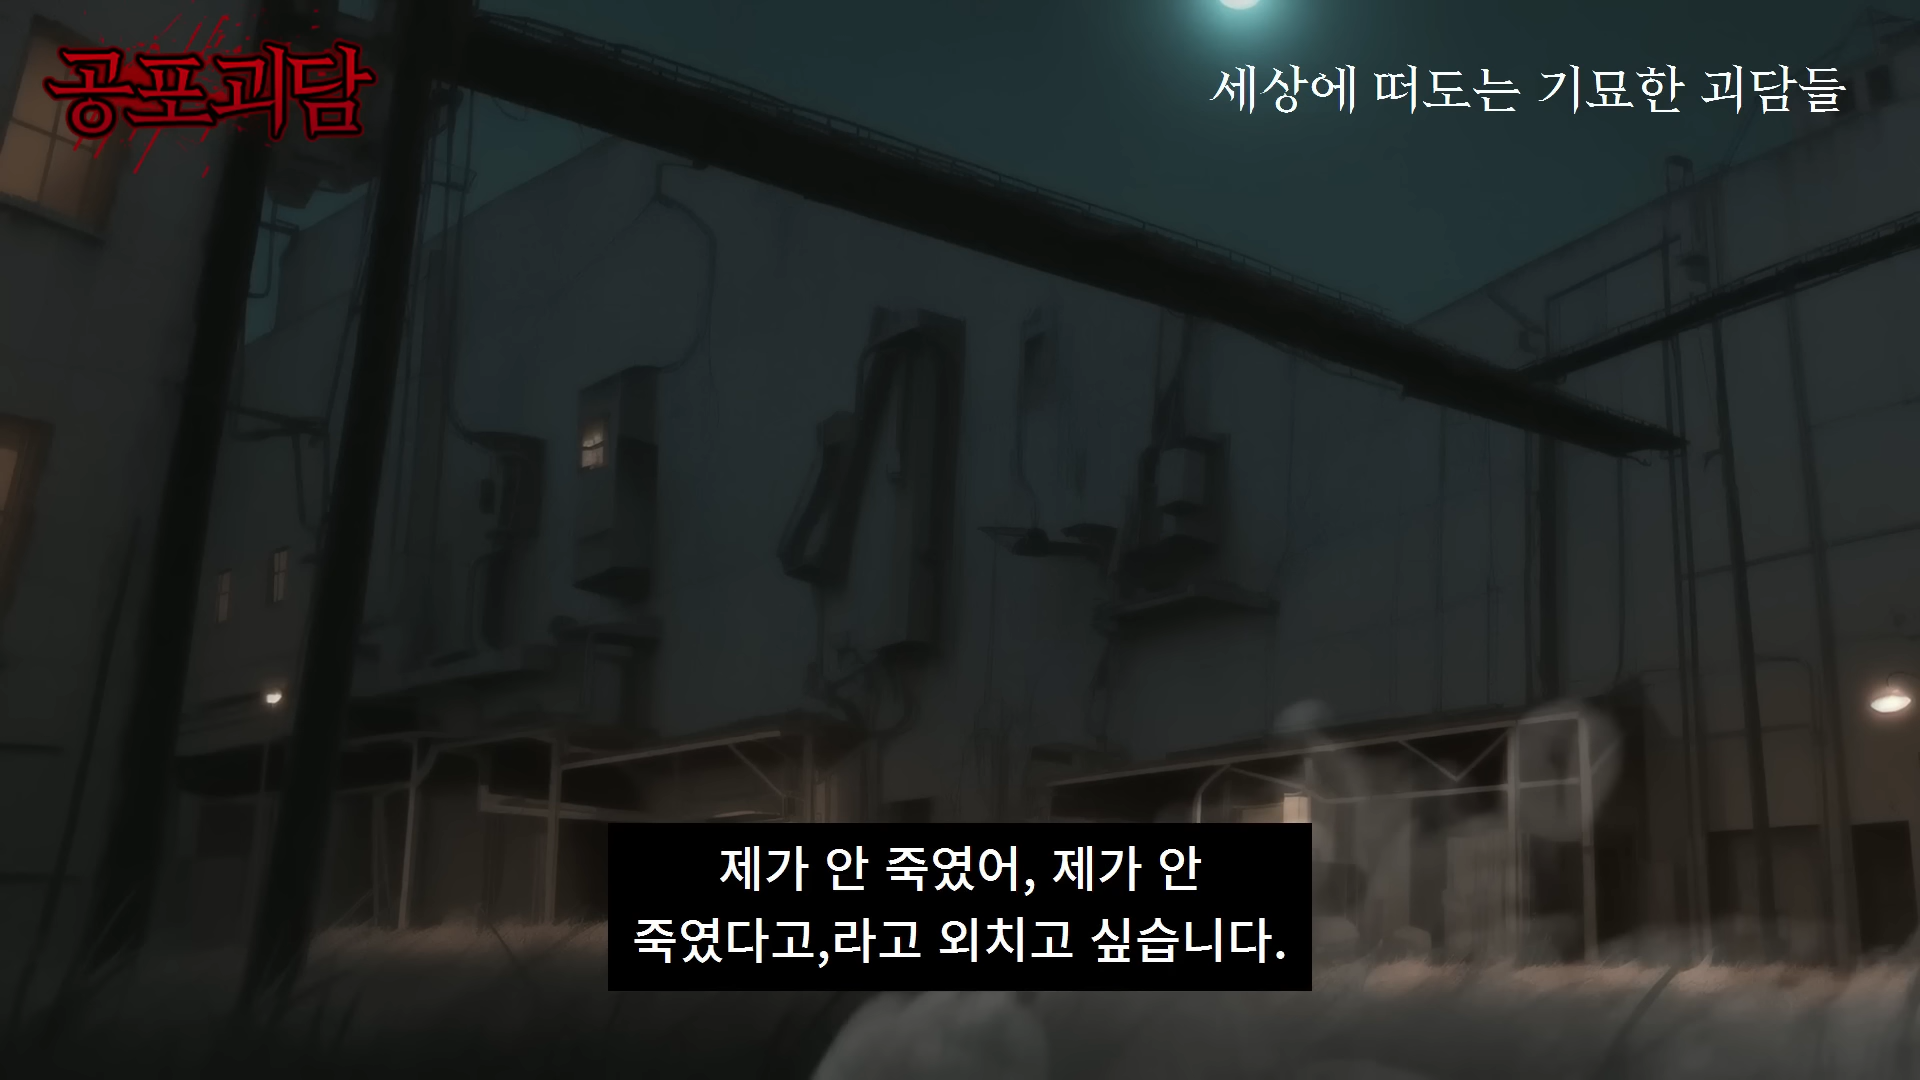 공포괴담
세상에 떠도는 기묘한 괴담들
제가 안 죽였어, 제가 안
죽였다고,라고 외치고 싶습니다.